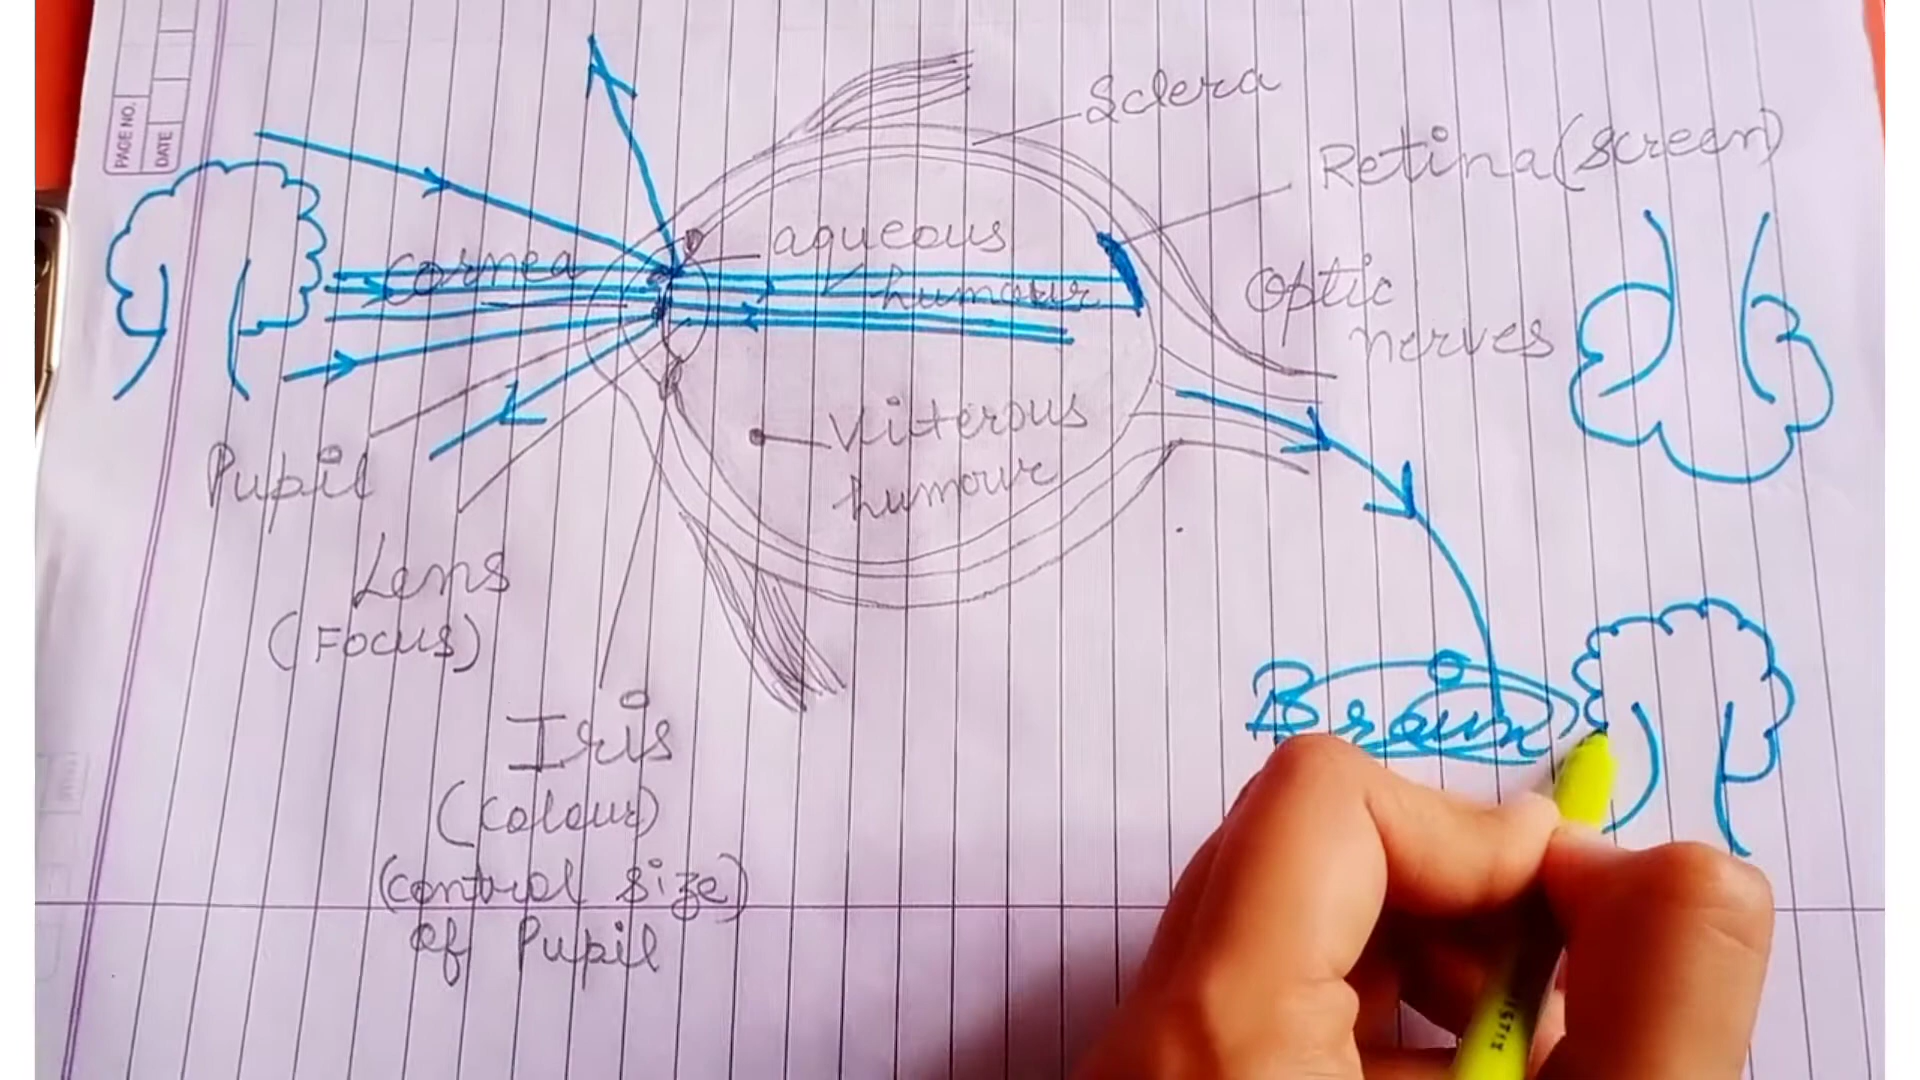 PAGE NO.
DATE
Sclera
Retina (screen)
aqueous
humour
cornea
Optic
nerves
Viterous
humour
Pupil
Lens
(Focus)
Iris
(Colour)
(control size)
of Pupil
Brain